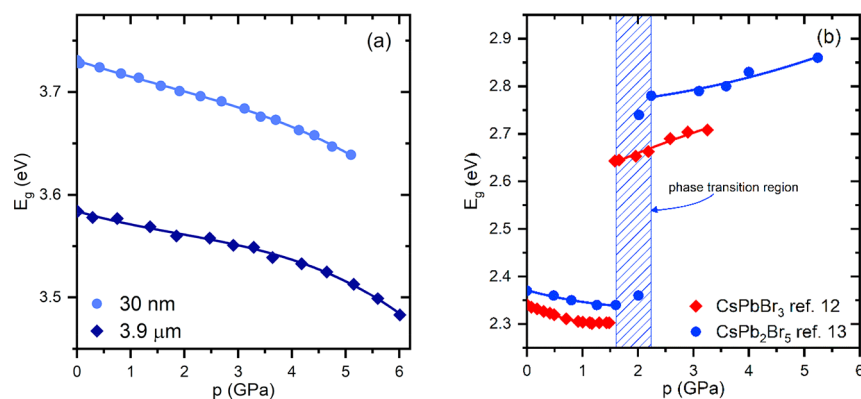 (a)
3.7
3.6
3.5
E_g (eV)
30 nm
3.9 μm
0 1 2 3 4 5 6
p (GPa)
(b)
2.9
2.8
2.7
2.6
2.5
2.4
2.3
E_g (eV)
phase transition region
CsPbBr₃ ref. 12
CsPb₂Br₅ ref. 13
0 1 2 3 4 5 6
p (GPa)